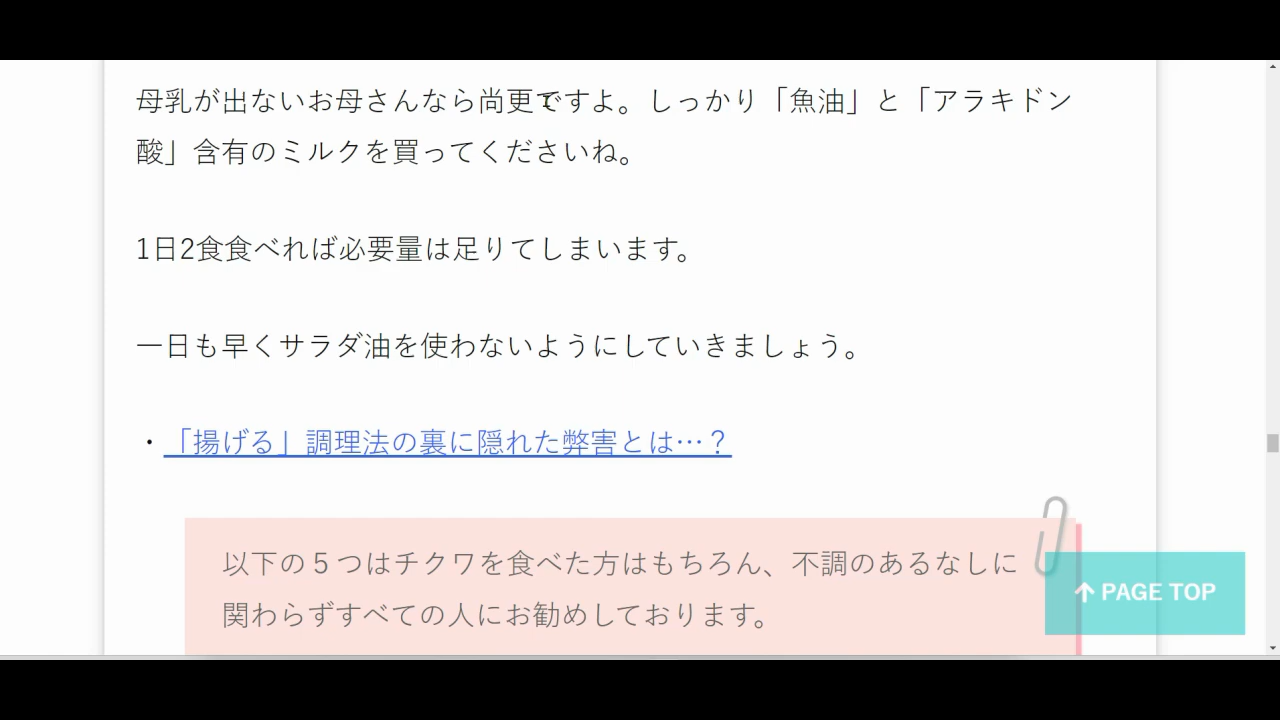 母乳が出ないお母さんなら尚更ですよ。しっかり「魚油」と「アラキドン
酸」含有のミルクを買ってくださいね。
1日2食食べれば必要量は足りてしまいます。
一日も早くサラダ油を使わないようにしていきましょう。
・「揚げる」調理法の裏に隠れた弊害とは…？
以下の５つはチクワを食べた方はもちろん、不調のあるなしに
関わらずすべての人にお勧めしております。
↑ PAGE TOP